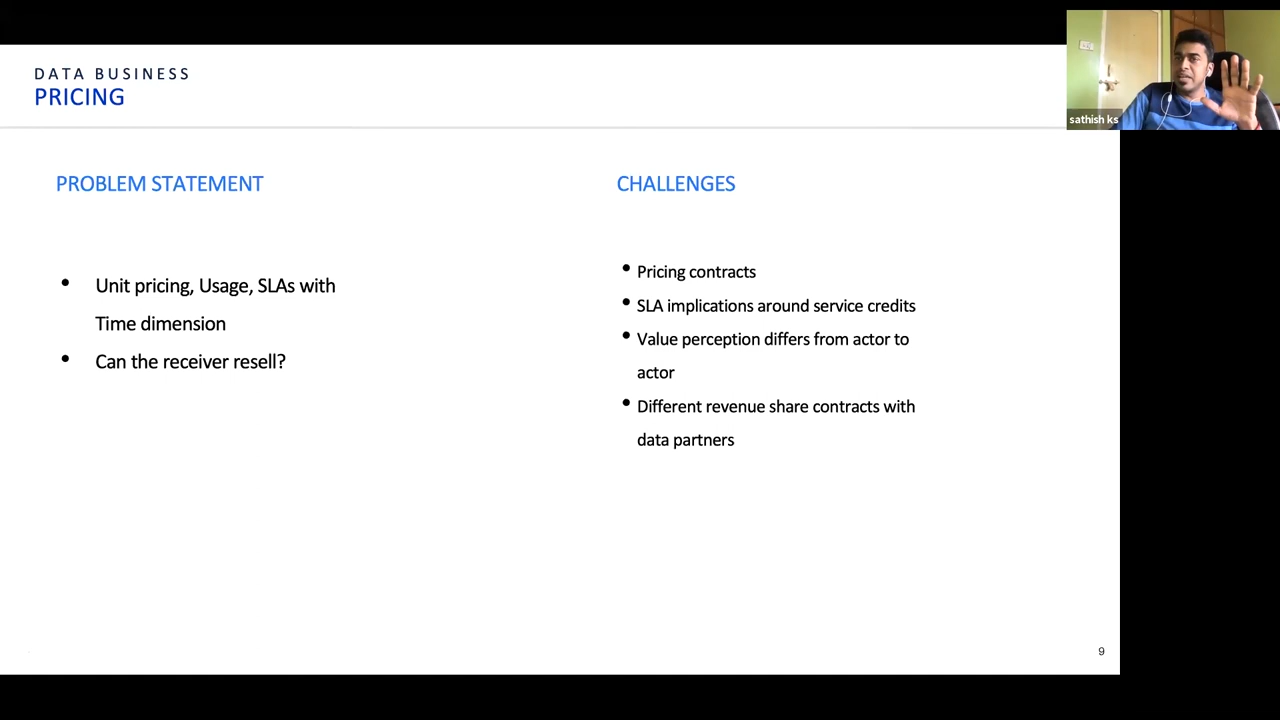 DATA BUSINESS
PRICING
sathish ks
PROBLEM STATEMENT
• Unit pricing, Usage, SLAs with
Time dimension
• Can the receiver resell?
CHALLENGES
• Pricing contracts
• SLA implications around service credits
• Value perception differs from actor to
actor
• Different revenue share contracts with
data partners
9